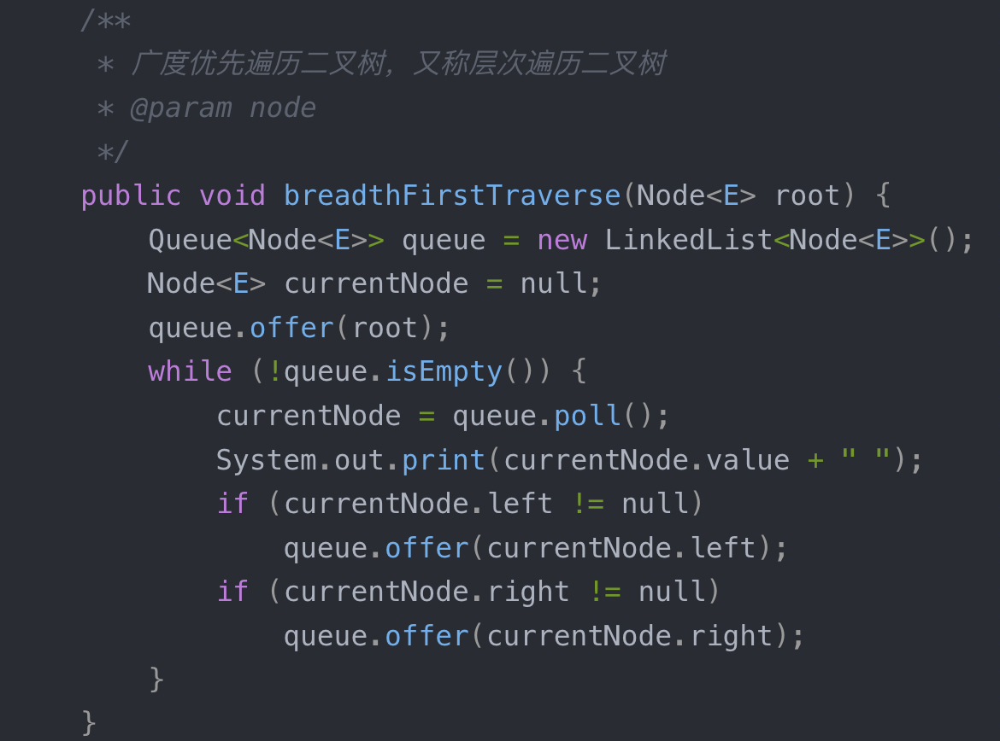 /**
 * 广度优先遍历二叉树，又称层次遍历二叉树
 * @param node
 */
public void breadthFirstTraverse(Node<E> root) {
    Queue<Node<E>> queue = new LinkedList<Node<E>>();
    Node<E> currentNode = null;
    queue.offer(root);
    while (!queue.isEmpty()) {
        currentNode = queue.poll();
        System.out.print(currentNode.value + " ");
        if (currentNode.left != null)
            queue.offer(currentNode.left);
        if (currentNode.right != null)
            queue.offer(currentNode.right);
    }
}